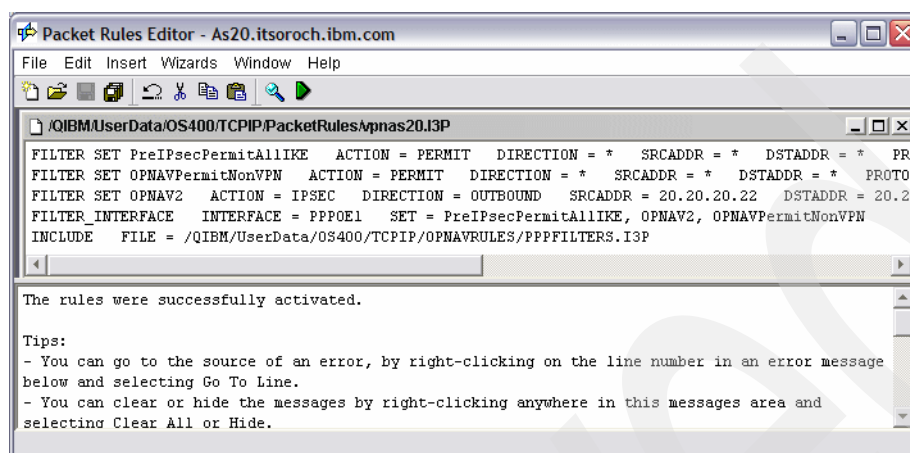 Packet Rules Editor - As20.itsoroch.ibm.com
File Edit Insert Wizards Window Help
/QIBM/UserData/OS400/TCPIP/PacketRules/vpnas20.I3P
FILTER SET PreIPsecPermitAllIKE ACTION = PERMIT DIRECTION = * SRCADDR = * DSTADDR = * PR
FILTER SET OPNAVPermitNonVPN ACTION = PERMIT DIRECTION = * SRCADDR = * DSTADDR = * PROTO
FILTER SET OPNAV2 ACTION = IPSEC DIRECTION = OUTBOUND SRCADDR = 20.20.20.22 DSTADDR = 20.2
FILTER_INTERFACE INTERFACE = PPPOE1 SET = PreIPsecPermitAllIKE, OPNAV2, OPNAVPermitNonVPN
INCLUDE FILE = /QIBM/UserData/OS400/TCPIP/OPNAVRULES/PPPFILTERS.I3P
The rules were successfully activated.
Tips:
- You can go to the source of an error, by right-clicking on the line number in an error message
below and selecting Go To Line.
- You can clear or hide the messages by right-clicking anywhere in this messages area and
selecting Clear All or Hide.